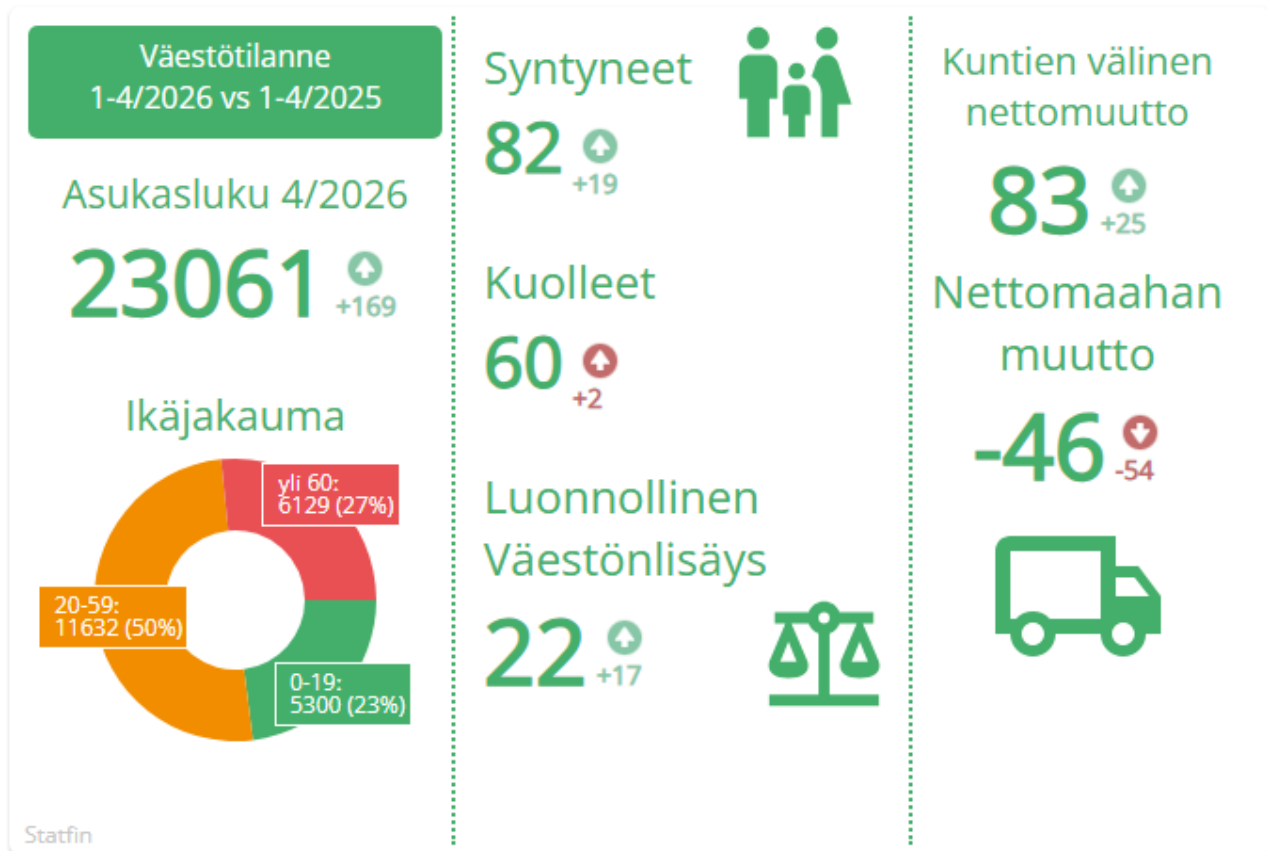 Väestötilanne
1-4/2026 vs 1-4/2025
Asukasluku 4/2026
23061
+169
Ikäjakauma
yli 60:
6129 (27%)
20-59:
11632 (50%)
0-19:
5300 (23%)
Statfin
Syntyneet
82
+19
Kuolleet
60
+2
Luonnollinen
Väestönlisäys
22
+17
Kuntien välinen
nettomuutto
83
+25
Nettomaahan
muutto
-46
-54